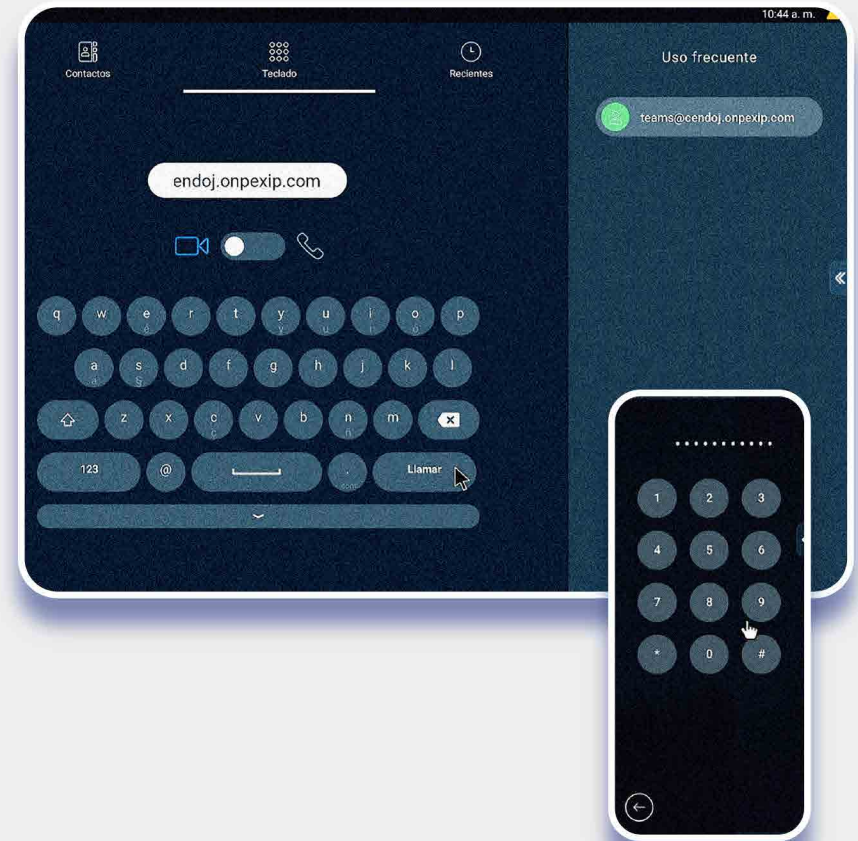 10:44 a. m.
Contactos
Teclado
Recientes
Uso frecuente
teams@cendoj.onpexip.com
endoj.onpexip.com
q w e r t y u i o p
a s d f g h j k l
z x c v b n m
123 @ . Llamar
1 2 3
4 5 6
7 8 9
* 0 #